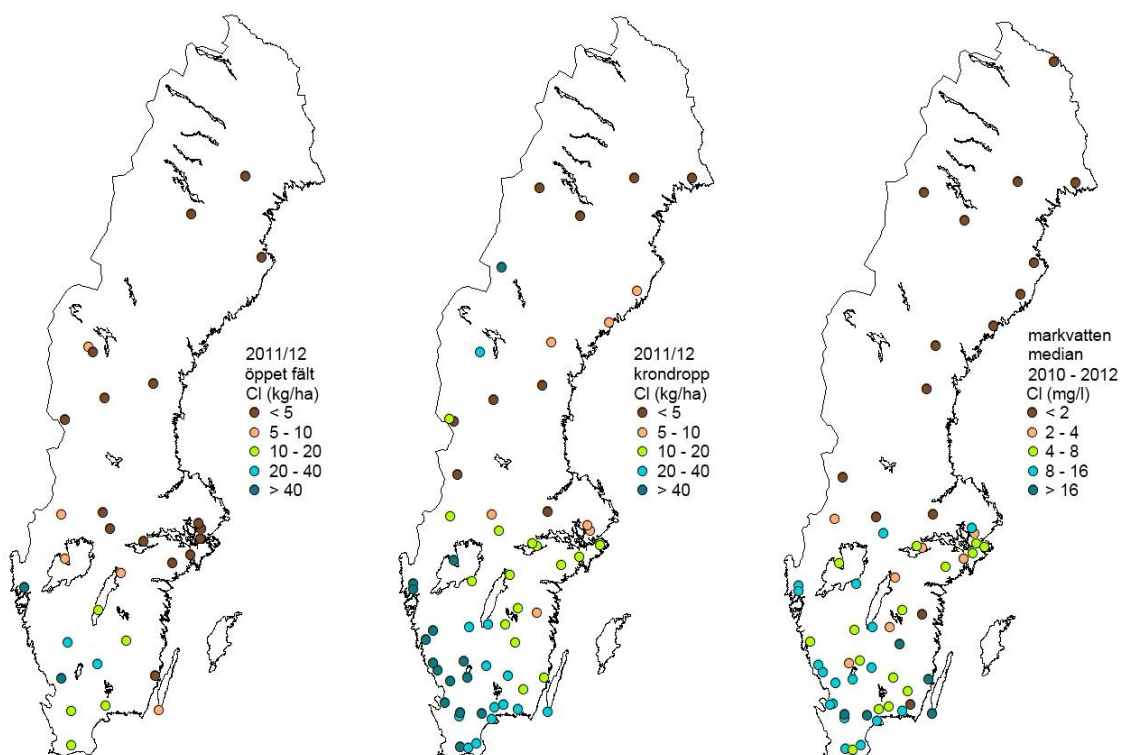 2011/12
öppet fält
Cl (kg/ha)
< 5
5 - 10
10 - 20
20 - 40
> 40
2011/12
krondropp
Cl (kg/ha)
< 5
5 - 10
10 - 20
20 - 40
> 40
markvatten
median
2010 - 2012
Cl (mg/l)
< 2
2 - 4
4 - 8
8 - 16
> 16